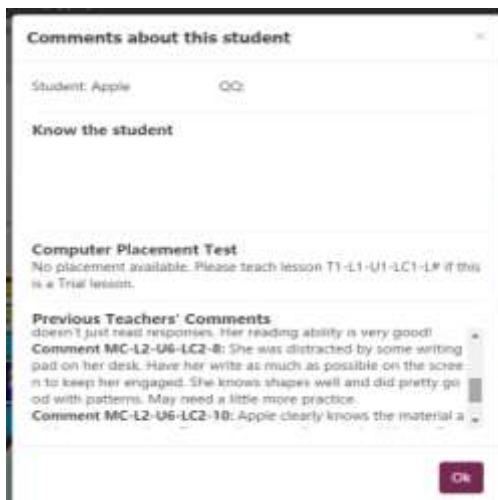 Comments about this student
×
Student: Apple QQ:
Know the student
Computer Placement Test
No placement available. Please teach lesson T1-L1-U1-LC1-L# if this
is a Trial lesson.
Previous Teachers' Comments
doesn't just read responses. Her reading ability is very good!
Comment MC-L2-U6-LC2-8: She was distracted by some writing
pad on her desk. Have her write as much as possible on the scree
n to keep her engaged. She knows shapes well and did pretty go
od with patterns. May need a little more practice.
Comment MC-L2-U6-LC2-10: Apple clearly knows the material a
Ok